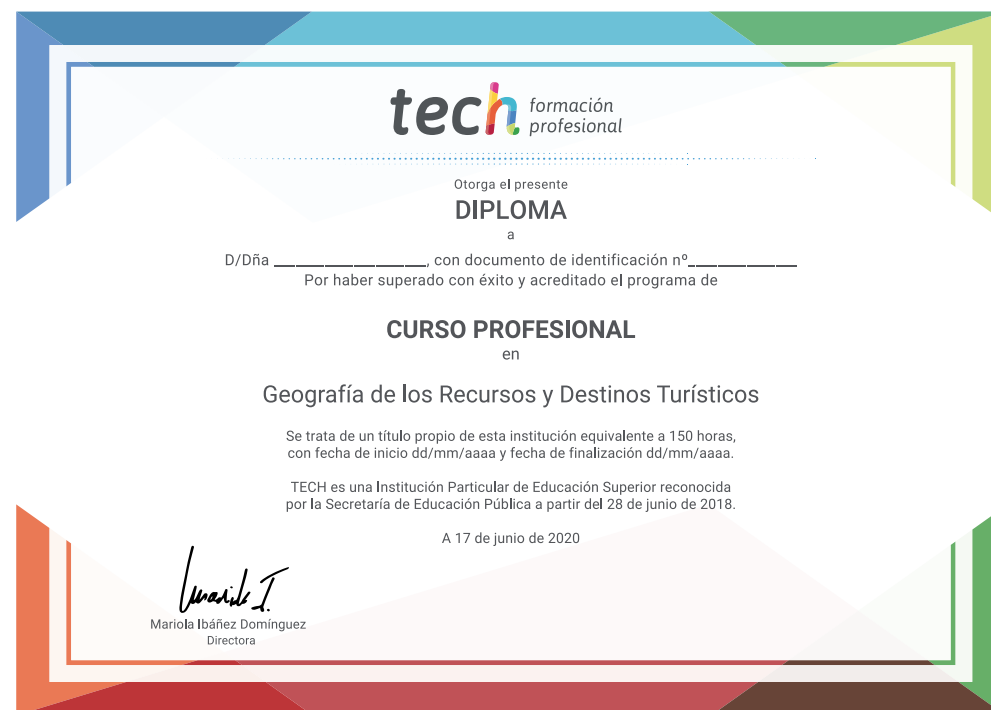 tech formación
profesional
Otorga el presente
DIPLOMA
a
D/Dña _________________, con documento de identificación nº____________
Por haber superado con éxito y acreditado el programa de
CURSO PROFESIONAL
en
Geografía de los Recursos y Destinos Turísticos
Se trata de un título propio de esta institución equivalente a 150 horas,
con fecha de inicio dd/mm/aaaa y fecha de finalización dd/mm/aaaa.
TECH es una Institución Particular de Educación Superior reconocida
por la Secretaría de Educación Pública a partir del 28 de junio de 2018.
A 17 de junio de 2020
Mariola Ibáñez Domínguez
Directora